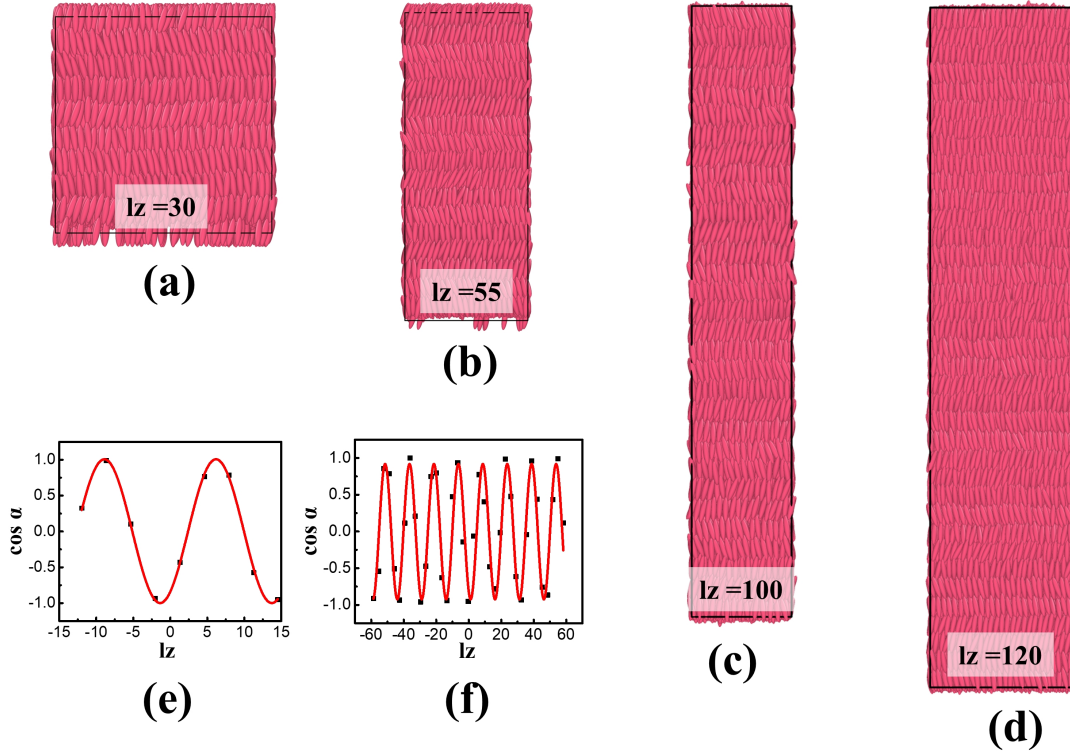 lz =30
(a)
lz =55
(b)
lz =100
(c)
lz =120
(d)
cos α
1.0
0.5
0.0
-0.5
-1.0
-15 -10 -5 0 5 10 15
lz
(e)
cos α
1.0
0.5
0.0
-0.5
-1.0
-60 -40 -20 0 20 40 60
lz
(f)